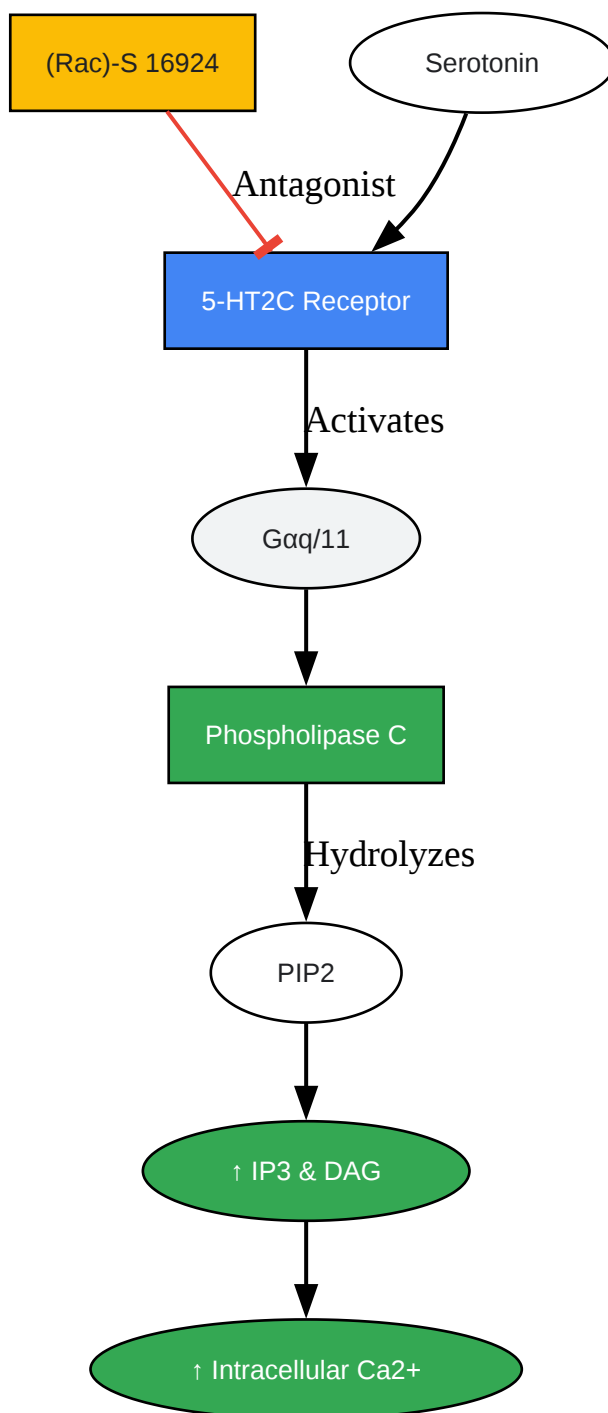 (Rac)-S 16924
Serotonin
Antagonist
5-HT2C Receptor
Activates
Gαq/11
Phospholipase C
Hydrolyzes
PIP2
↑ IP3 & DAG
↑ Intracellular Ca2+